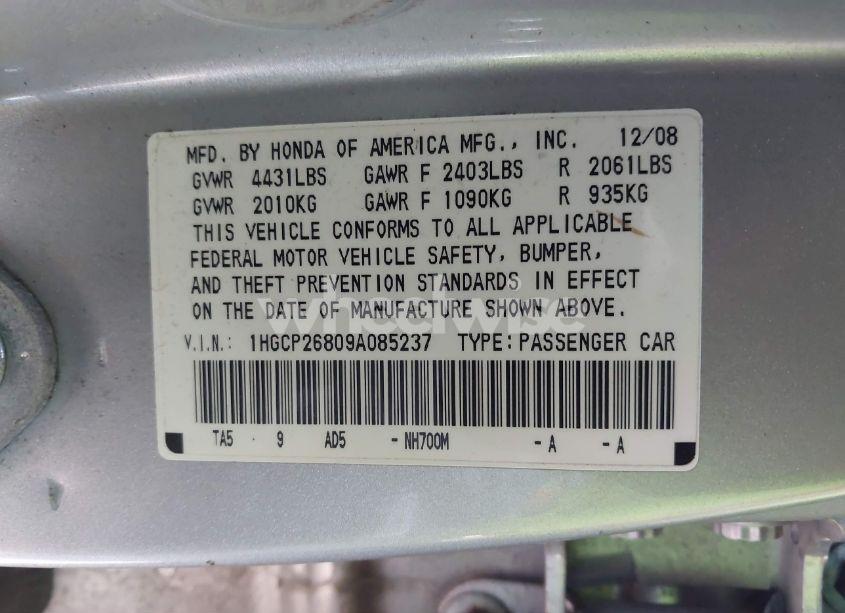 MFD. BY HONDA OF AMERICA MFG., INC. 12/08
GVWR 4431LBS GAWR F 2403LBS R 2061LBS
GVWR 2010KG GAWR F 1090KG R 935KG
THIS VEHICLE CONFORMS TO ALL APPLICABLE
FEDERAL MOTOR VEHICLE SAFETY, BUMPER,
AND THEFT PREVENTION STANDARDS IN EFFECT
ON THE DATE OF MANUFACTURE SHOWN ABOVE.
wheelwise
V.I.N.: 1HGCP26809A085237 TYPE: PASSENGER CAR
TA5 · 9 AD5 - NH700M - A - A